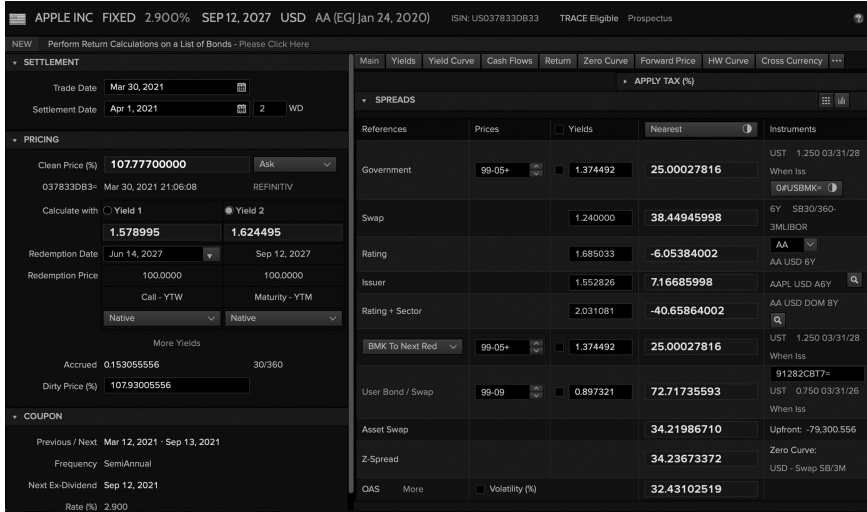 APPLE INC FIXED 2.900% SEP 12, 2027 USD AA (EGJ Jan 24, 2020) ISIN: US037833DB33 TRACE Eligible Prospectus
NEW Perform Return Calculations on a List of Bonds - Please Click Here
SETTLEMENT
Trade Date Mar 30, 2021
Settlement Date Apr 1, 2021 2 WD
PRICING
Clean Price (%) 107.77700000 Ask
037833DB3= Mar 30, 2021 21:06:08 REFINITIV
Calculate with Yield 1 Yield 2
1.578995 1.624495
Redemption Date Jun 14, 2027 Sep 12, 2027
Redemption Price 100.0000 100.0000
Call - YTW Maturity - YTM
Native Native
More Yields
Accrued 0.153055556 30/360
Dirty Price (%) 107.93005556
COUPON
Previous / Next Mar 12, 2021 - Sep 13, 2021
Frequency SemiAnnual
Next Ex-Dividend Sep 12, 2021
Rate (%) 2.900
Main Yields Yield Curve Cash Flows Return Zero Curve Forward Price HW Curve Cross Currency
APPLY TAX (%)
SPREADS
References Prices Yields Nearest Instruments
Government 99-05+ 1.374492 25.00027816 UST 1.250 03/31/28
When Iss
0#USBMK=
Swap 1.240000 38.44945998 6Y SB30/360-
3MLIBOR
Rating 1.685033 -6.05384002 AA
AA USD 6Y
Issuer 1.552826 7.16685998 AAPL USD A6Y
Rating + Sector 2.031081 -40.65864002 AA USD DOM 8Y
BMK To Next Red 99-05+ 1.374492 25.00027816 UST 1.250 03/31/28
When Iss
91282CBT7=
User Bond / Swap 99-09 0.897321 72.71735593 UST 0.750 03/31/26
When Iss
Asset Swap 34.21986710 Upfront: -79,300.556
Z-Spread 34.23673372 Zero Curve:
USD - Swap SB/3M
OAS More Volatility (%) 32.43102519